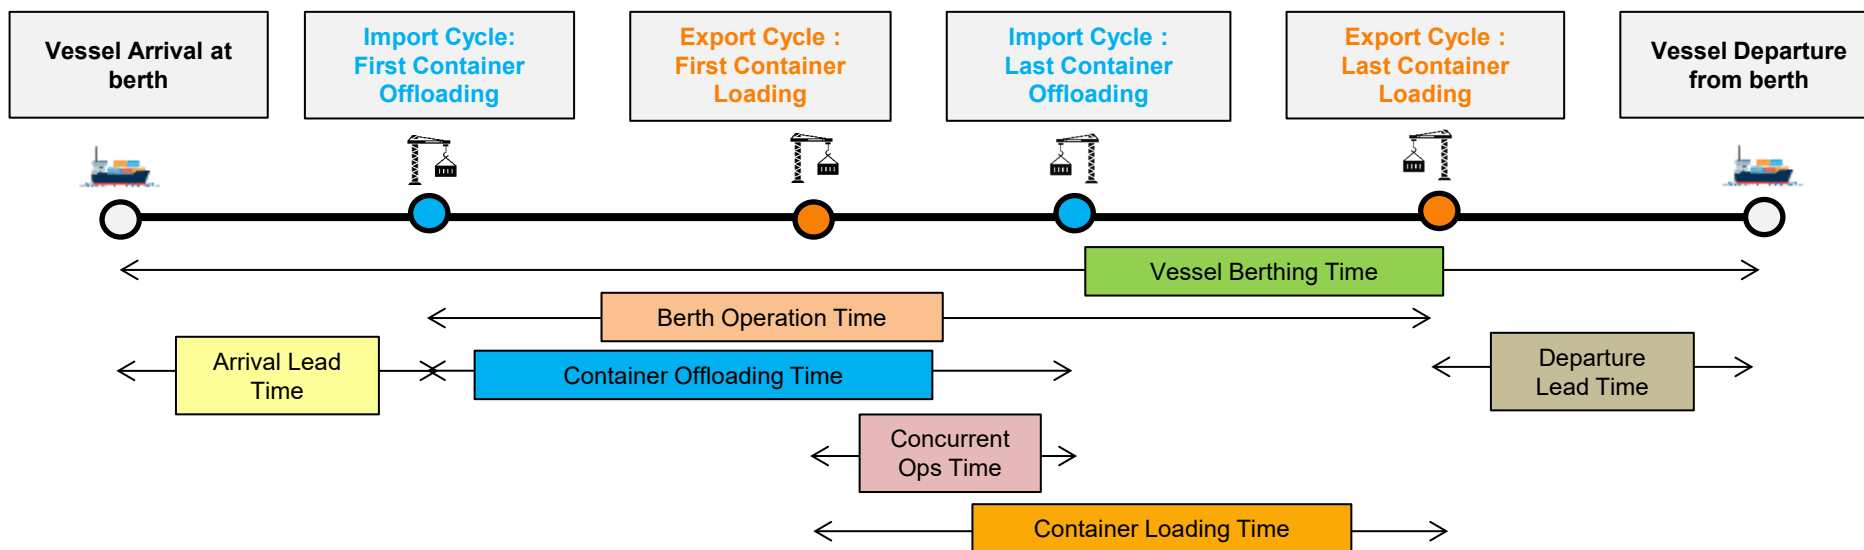 Vessel Arrival at
berth
Import Cycle:
First Container
Offloading
Export Cycle :
First Container
Loading
Import Cycle :
Last Container
Offloading
Export Cycle :
Last Container
Loading
Vessel Departure
from berth
Vessel Berthing Time
Berth Operation Time
Arrival Lead
Time
Container Offloading Time
Departure
Lead Time
Concurrent
Ops Time
Container Loading Time